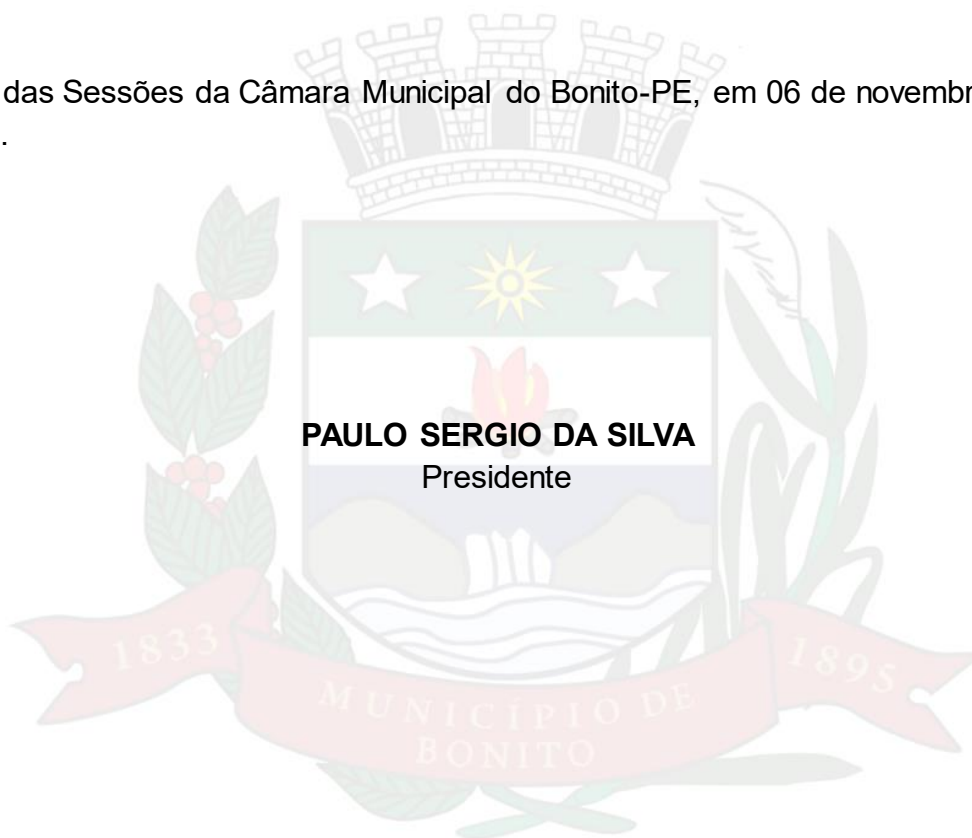 das Sessões da Câmara Municipal do Bonito-PE, em 06 de novembr
.
PAULO SERGIO DA SILVA
Presidente
1833
1895
MUNICÍPIO DE
BONITO